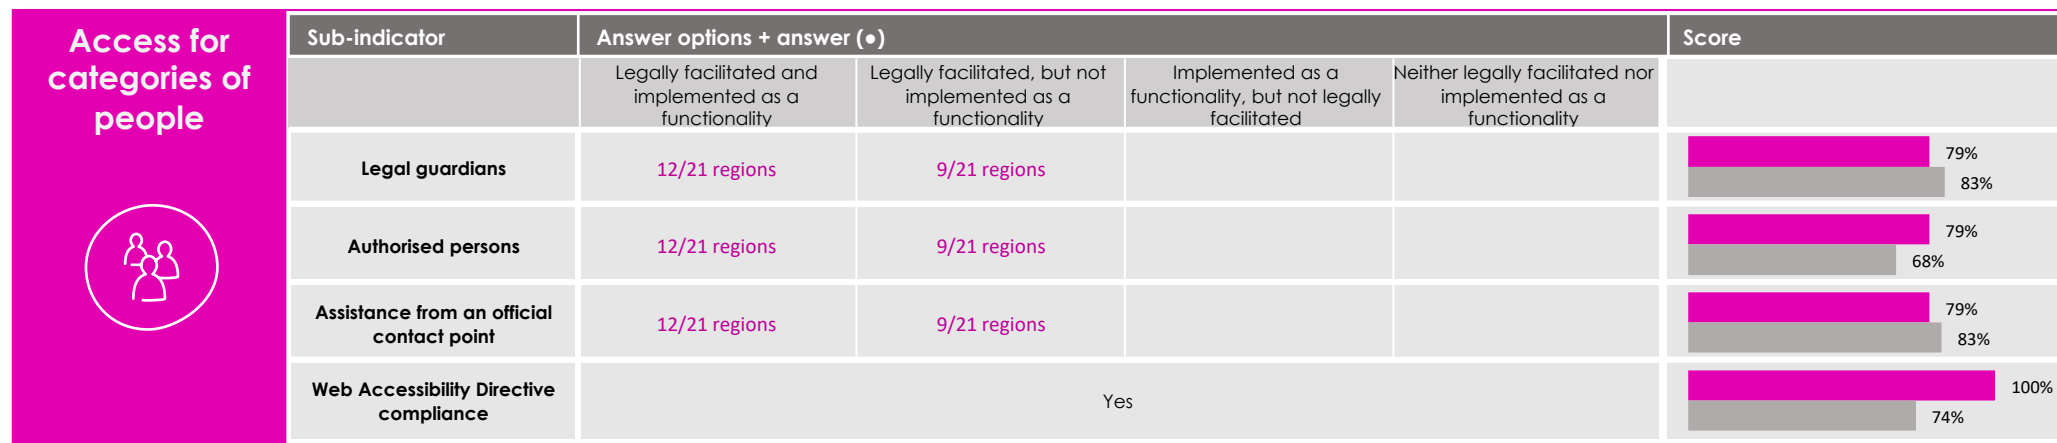 Access for
categories of
people
Sub-indicator
Answer options + answer (●)
Score
Legally facilitated and
implemented as a
functionality
Legally facilitated, but not
implemented as a
functionality
Implemented as a
functionality, but not legally
facilitated
Neither legally facilitated nor
implemented as a
functionality
Legal guardians
12/21 regions
9/21 regions
79%
83%
Authorised persons
12/21 regions
9/21 regions
79%
68%
Assistance from an official
contact point
12/21 regions
9/21 regions
79%
83%
Web Accessibility Directive
compliance
Yes
100%
74%